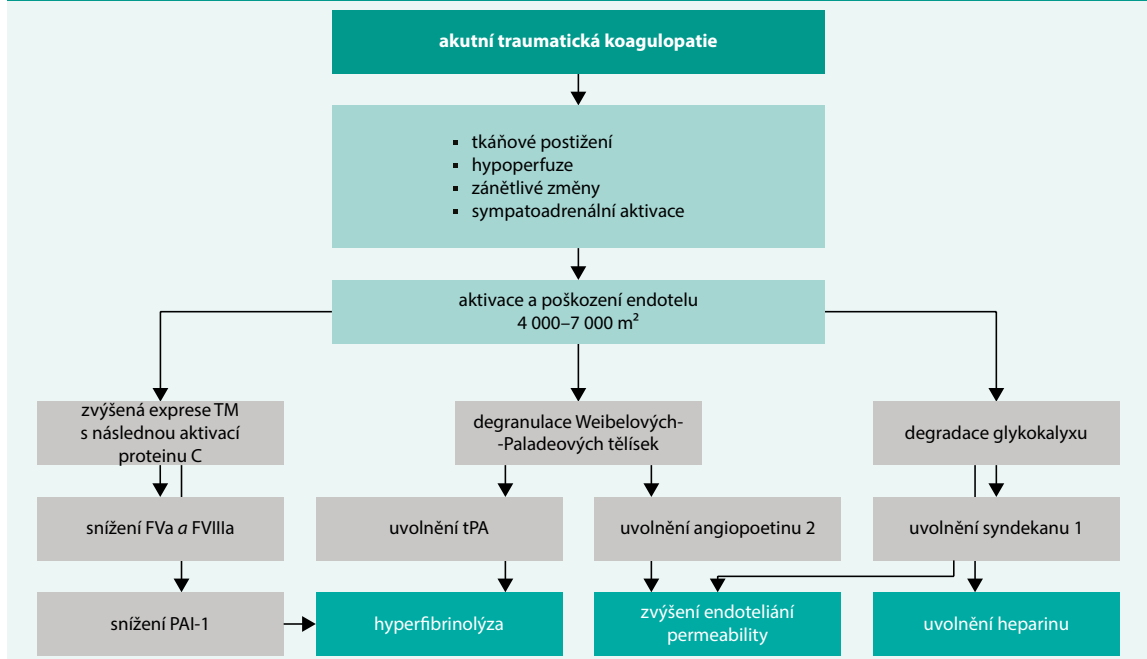 akutní traumatická koagulopatie
▪ tkáňové postižení
▪ hypoperfuze
▪ zánětlivé změny
▪ sympatoadrenální aktivace
aktivace a poškození endotelu
4 000–7 000 m²
zvýšená exprese TM
s následnou aktivací
proteinu C
degranulace Weibelových-
-Paladeových tělísek
degradace glykokalyxu
snížení FVa a FVIIIa
uvolnění tPA
uvolnění angiopoetinu 2
uvolnění syndekanu 1
snížení PAI-1
hyperfibrinolýza
zvýšení endoteliání
permeability
uvolnění heparinu